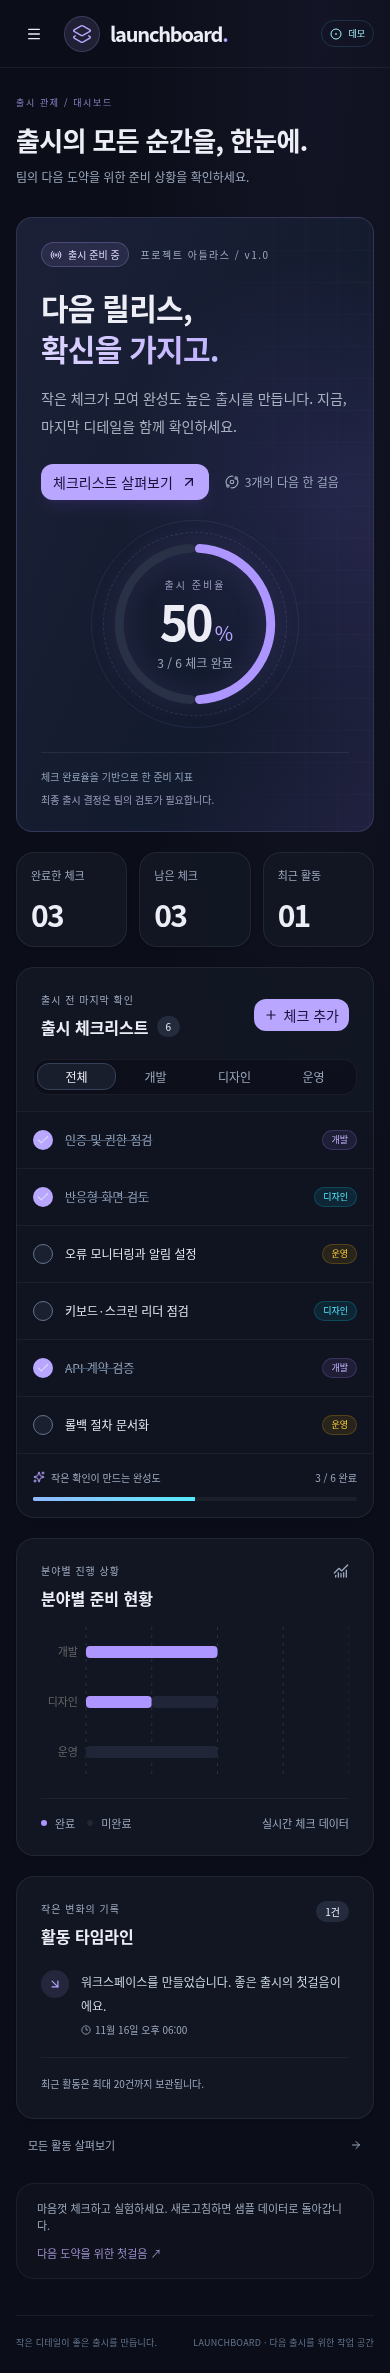 launchboard.
데모
출시 관제 / 대시보드
출시의 모든 순간을, 한눈에.
팀의 다음 도약을 위한 준비 상황을 확인하세요.
출시 준비 중
프로젝트 아틀라스 / v1.0
다음 릴리스,
확신을 가지고.
작은 체크가 모여 완성도 높은 출시를 만듭니다. 지금,
마지막 디테일을 함께 확인하세요.
체크리스트 살펴보기
3개의 다음 한 걸음
출시 준비율
50%
3 / 6 체크 완료
체크 완료율을 기반으로 한 준비 지표
최종 출시 결정은 팀의 검토가 필요합니다.
완료한 체크
03
남은 체크
03
최근 활동
01
출시 전 마지막 확인
출시 체크리스트 6
체크 추가
전체 개발 디자인 운영
인증 및 권한 점검 개발
반응형 화면 검토 디자인
오류 모니터링과 알림 설정 운영
키보드·스크린 리더 점검 디자인
API 계약 검증 개발
롤백 절차 문서화 운영
작은 확인이 만드는 완성도 3 / 6 완료
분야별 진행 상황
분야별 준비 현황
개발
디자인
운영
완료 미완료 실시간 체크 데이터
작은 변화의 기록
1건
활동 타임라인
워크스페이스를 만들었습니다. 좋은 출시의 첫걸음이
에요.
11월 16일 오후 06:00
최근 활동은 최대 20건까지 보관됩니다.
모든 활동 살펴보기 →
마음껏 체크하고 실험하세요. 새로고침하면 샘플 데이터로 돌아갑니
다.
다음 도약을 위한 첫걸음 ↗
작은 디테일이 좋은 출시를 만듭니다.
LAUNCHBOARD · 다음 출시를 위한 작업 공간